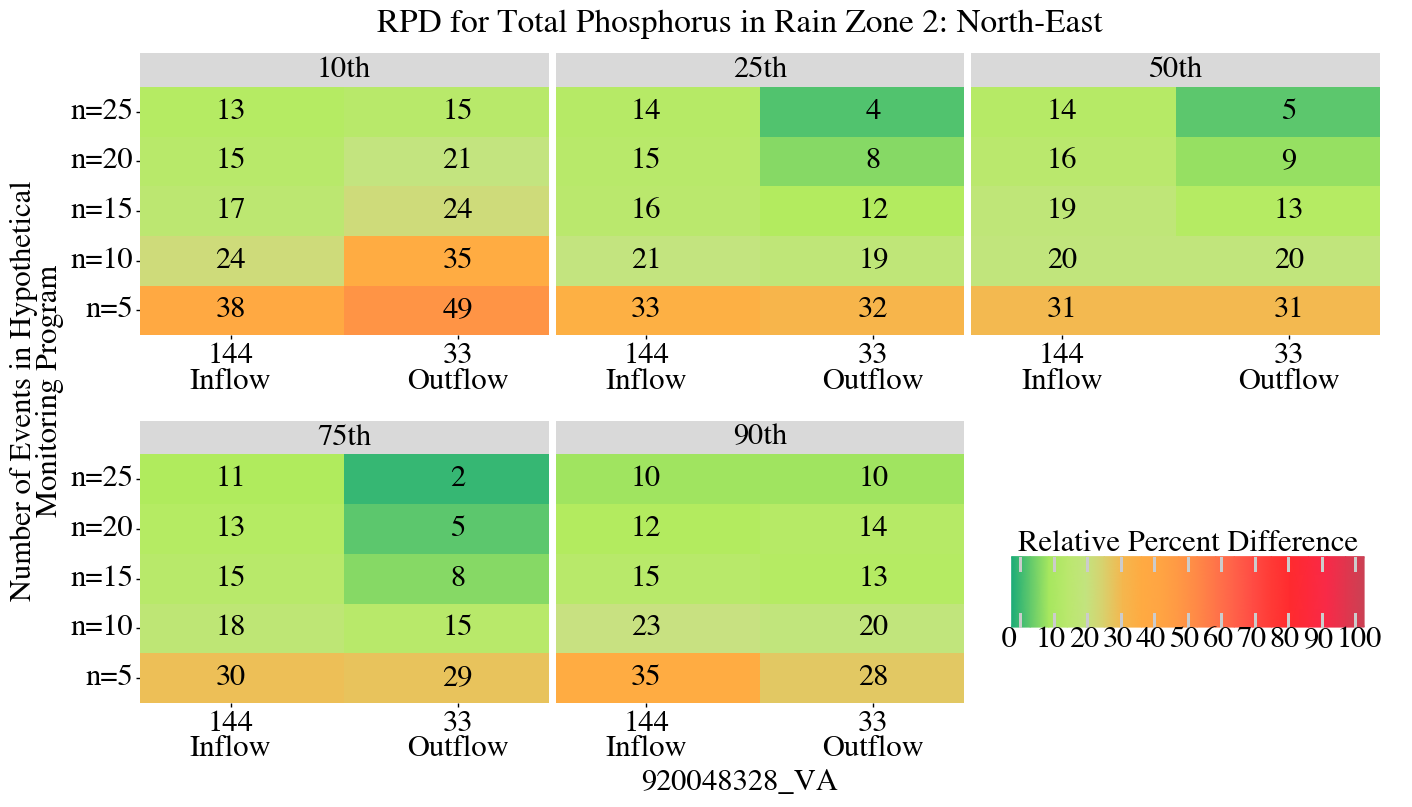 RPD for Total Phosphorus in Rain Zone 2: North-East
10th 25th 50th
n=25 13 15 14 4 14 5
n=20 15 21 15 8 16 9
n=15 17 24 16 12 19 13
n=10 24 35 21 19 20 20
n=5 38 49 33 32 31 31
144 33 144 33 144 33
Inflow Outflow Inflow Outflow Inflow Outflow
Number of Events in Hypothetical
Monitoring Program
75th 90th
n=25 11 2 10 10
n=20 13 5 12 14
n=15 15 8 15 13
n=10 18 15 23 20
n=5 30 29 35 28
144 33 144 33
Inflow Outflow Inflow Outflow
920048328_VA
Relative Percent Difference
0 10 20 30 40 50 60 70 80 90 100